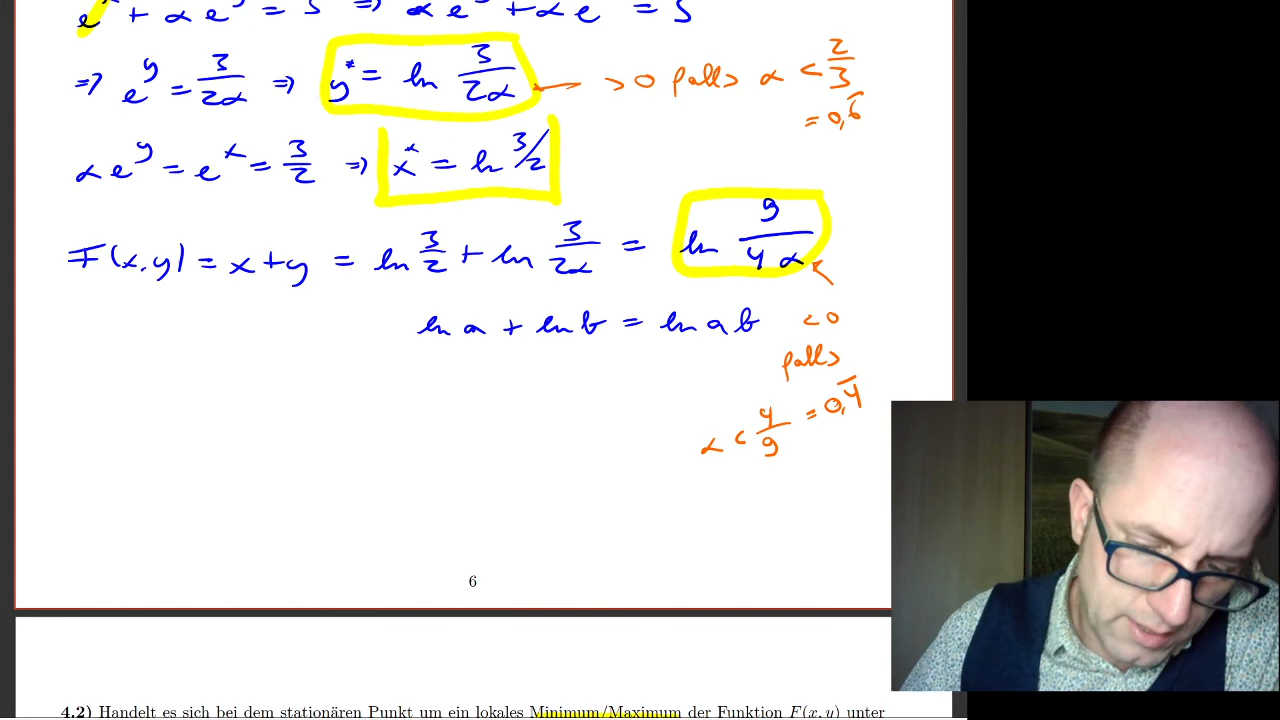 e^x + α e^y = 3 ⇒ α e^y + α e^y = 3
⇒ e^y = 3/2α ⇒ y* = ln 3/2α > 0 falls α < 2/3
= 0,6̅
α e^y = e^x = 3/2 ⇒ x* = ln 3/2
F(x,y) = x+y = ln 3/2 + ln 3/2α = ln 9/4α
ln a + ln b = ln ab < 0
falls
α < 4/9 = 0,4̅
6
4.2) Handelt es sich bei dem stationären Punkt um ein lokales Minimum/Maximum der Funktion F(x, y) unter